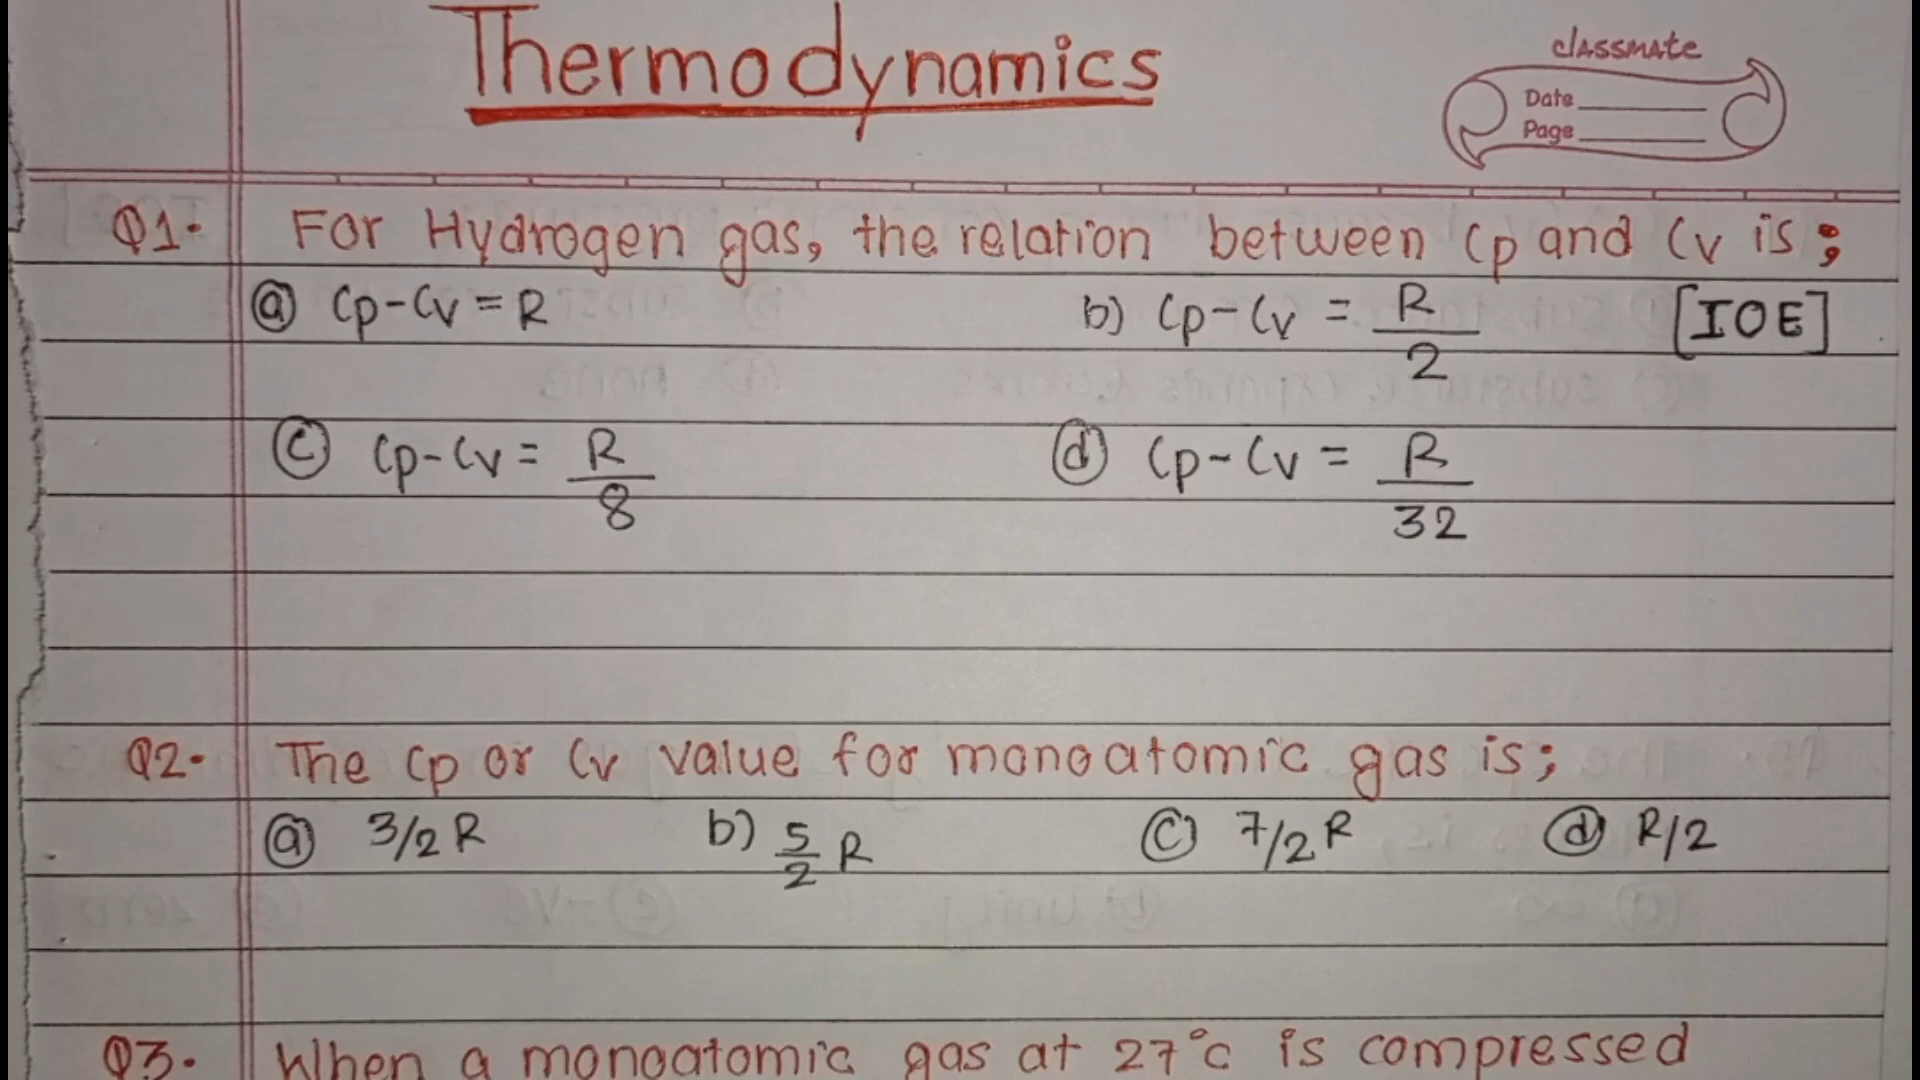 Thermodynamics
classmate
Date
Page
Q1. For Hydrogen gas, the relation between Cp and Cv is ;
(a) Cp-Cv = R b) Cp-Cv = R/2 [IOE]
(c) Cp-Cv = R/8 (d) Cp-Cv = R/32
Q2. The Cp or Cv value for monoatomic gas is;
(a) 3/2 R b) 5/2 R (c) 7/2 R (d) R/2
Q3. When a monoatomic gas at 27°C is compressed